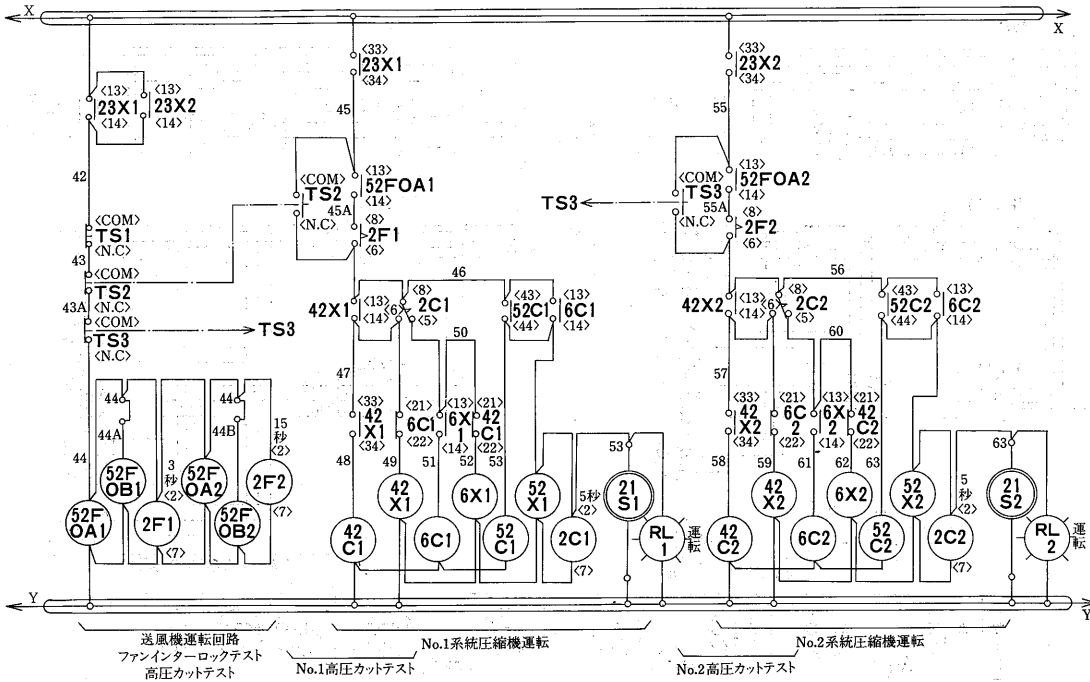 X
X
<13>
23X1
<14>
<13>
23X2
<14>
42
<COM>
TS1
<N.C>
43
<COM>
TS2
<N.C>
43A
<COM>
TS3
<N.C>
TS3
44
44
44A
44B
15
秒
<2>
3
秒
<2>
52F
OA1
52F
OB1
2F1
<7>
52F
OA2
52F
OB2
2F2
<7>
<33>
23X1
<34>
45
<COM>
TS2
<N.C>
<13>
52FOA1
<14>
45A
<8>
2F1
<6>
46
42X1
<13>
<14>
<8>
2C1
6
<5>
<43>
52C1
<44>
<13>
6C1
<14>
50
47
<33>
42
X1
<34>
<21>
6C1
<22>
<13>
6X
1
<14>
<21>
42
C1
<22>
48
49
51
52
53
42
C1
42
X1
6C1
6X1
52
C1
52
X1
5秒
<2>
2C1
<7>
53
21
S1
RL
1
運転
<33>
23X2
<34>
55
TS3
<COM>
TS3
<N.C>
<13>
52FOA2
<14>
55A
<8>
2F2
<6>
56
42X2
<13>
<14>
<8>
2C2
6
<5>
<43>
52C2
<44>
<13>
6C2
<14>
60
57
<33>
42
X2
<34>
<21>
6C
2
<22>
<13>
6X
2
<14>
<21>
42
C2
<22>
58
59
61
62
63
42
C2
42
X2
6C2
6X2
52
C2
52
X2
5
秒
<2>
2C2
<7>
63
21
S2
RL
2
運転
Y
Y
送風機運転回路
ファンインターロックテスト
高圧カットテスト
No.1系統圧縮機運転
No.1高圧カットテスト
No.2系統圧縮機運転
No.2高圧カットテスト